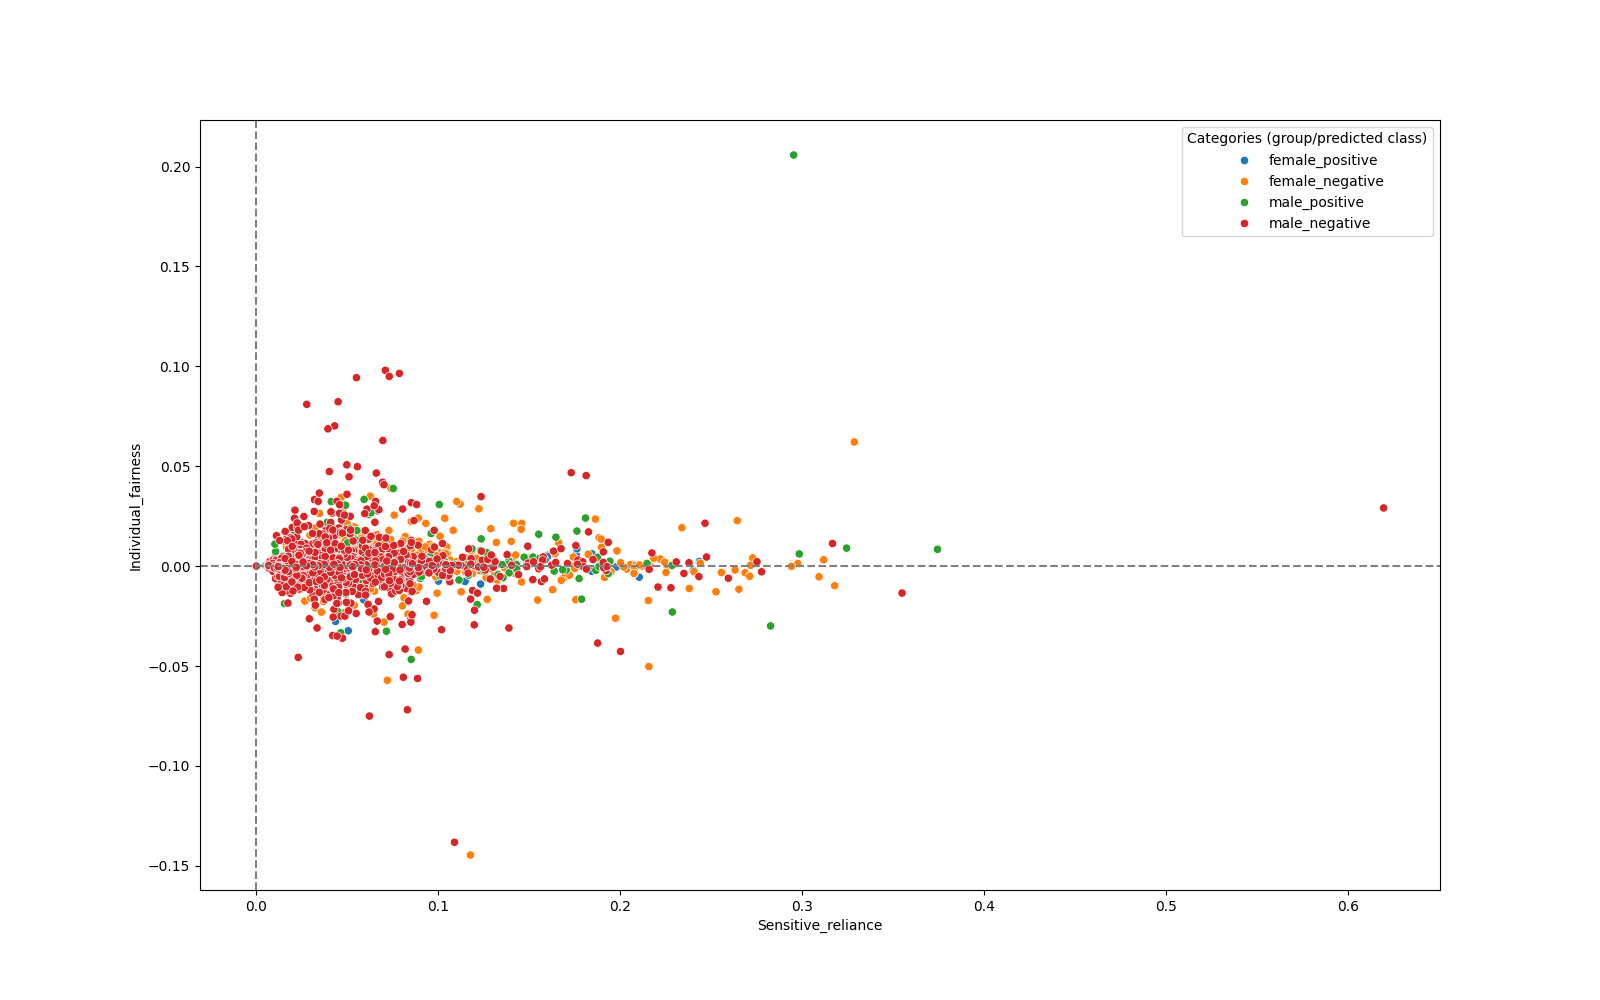 Categories (group/predicted class)
female_positive
female_negative
male_positive
male_negative
0.20
0.15
0.10
0.05
0.00
−0.05
−0.10
−0.15
Individual_fairness
0.0 0.1 0.2 0.3 0.4 0.5 0.6
Sensitive_reliance